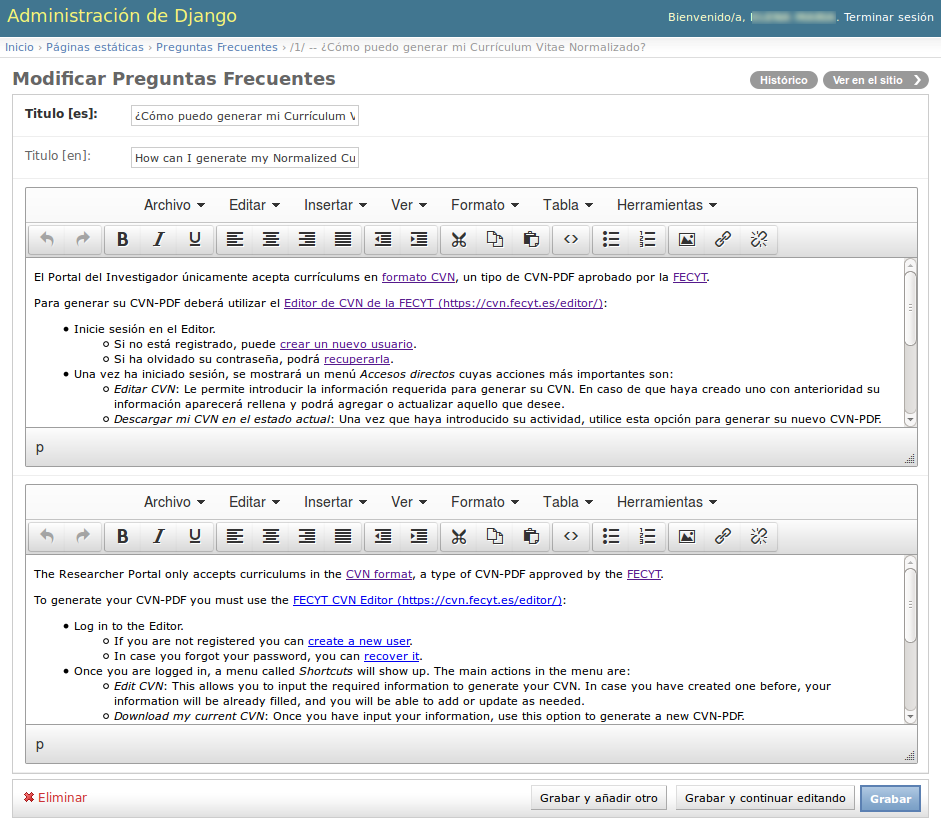 Administración de Django
Bienvenido/a, . Terminar sesión
Inicio › Páginas estáticas › Preguntas Frecuentes › /1/ -- ¿Cómo puedo generar mi Currículum Vitae Normalizado?
Modificar Preguntas Frecuentes
Histórico Ver en el sitio
Titulo [es]: ¿Cómo puedo generar mi Currículum V
Titulo [en]: How can I generate my Normalized Cu
Archivo Editar Insertar Ver Formato Tabla Herramientas
B I U
El Portal del Investigador únicamente acepta currículums en formato CVN, un tipo de CVN-PDF aprobado por la FECYT.
Para generar su CVN-PDF deberá utilizar el Editor de CVN de la FECYT (https://cvn.fecyt.es/editor/):
• Inicie sesión en el Editor.
o Si no está registrado, puede crear un nuevo usuario.
o Si ha olvidado su contraseña, podrá recuperarla.
• Una vez ha iniciado sesión, se mostrará un menú Accesos directos cuyas acciones más importantes son:
o Editar CVN: Le permite introducir la información requerida para generar su CVN. En caso de que haya creado uno con anterioridad su
información aparecerá rellena y podrá agregar o actualizar aquello que desee.
o Descargar mi CVN en el estado actual: Una vez que haya introducido su actividad, utilice esta opción para generar su nuevo CVN-PDF.
p
Archivo Editar Insertar Ver Formato Tabla Herramientas
B I U
The Researcher Portal only accepts curriculums in the CVN format, a type of CVN-PDF approved by the FECYT.
To generate your CVN-PDF you must use the FECYT CVN Editor (https://cvn.fecyt.es/editor/):
• Log in to the Editor.
o If you are not registered you can create a new user.
o In case you forgot your password, you can recover it.
• Once you are logged in, a menu called Shortcuts will show up. The main actions in the menu are:
o Edit CVN: This allows you to input the required information to generate your CVN. In case you have created one before, your
information will be already filled, and you will be able to add or update as needed.
o Download my current CVN: Once you have input your information, use this option to generate a new CVN-PDF.
p
Eliminar Grabar y añadir otro Grabar y continuar editando Grabar